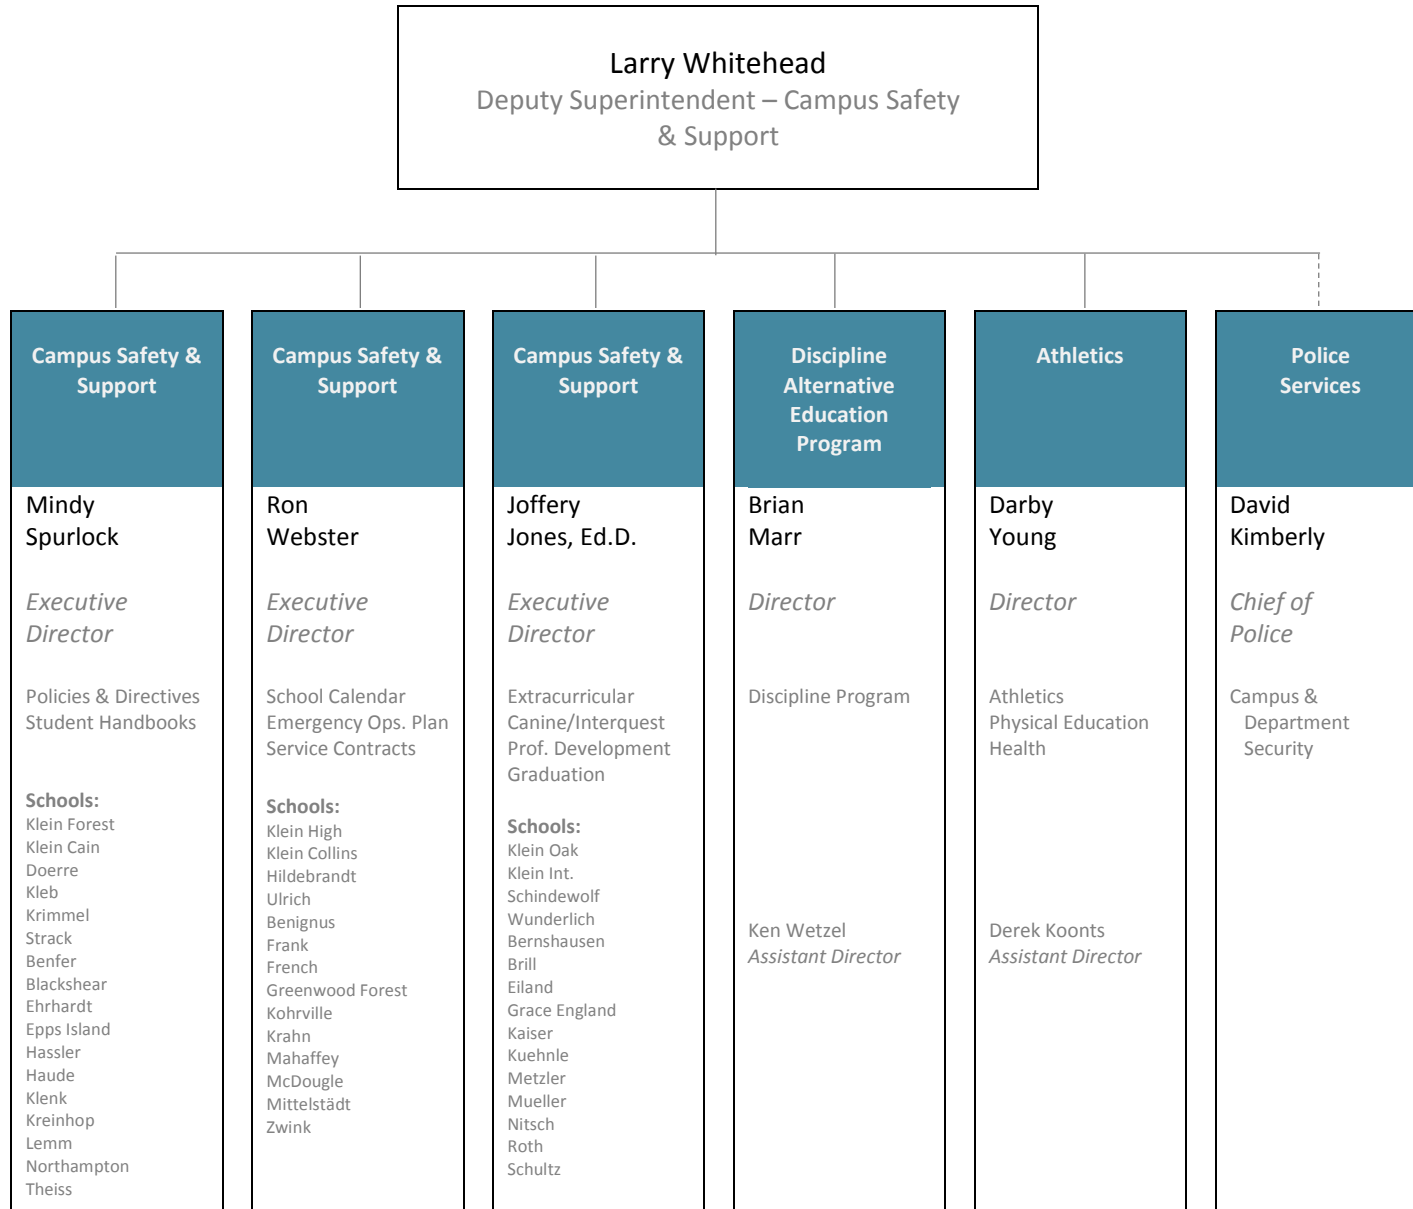 Larry Whitehead
Deputy Superintendent – Campus Safety
& Support
Campus Safety &
Support
Mindy
Spurlock
Executive
Director
Policies & Directives
Student Handbooks
Schools:
Klein Forest
Klein Cain
Doerre
Kleb
Krimmel
Strack
Benfer
Blackshear
Ehrhardt
Epps Island
Hassler
Haude
Klenk
Kreinhop
Lemm
Northampton
Theiss
Campus Safety &
Support
Ron
Webster
Executive
Director
School Calendar
Emergency Ops. Plan
Service Contracts
Schools:
Klein High
Klein Collins
Hildebrandt
Ulrich
Benignus
Frank
French
Greenwood Forest
Kohrville
Krahn
Mahaffey
McDougle
Mittelstädt
Zwink
Campus Safety &
Support
Joffery
Jones, Ed.D.
Executive
Director
Extracurricular
Canine/Interquest
Prof. Development
Graduation
Schools:
Klein Oak
Klein Int.
Schindewolf
Wunderlich
Bernshausen
Brill
Eiland
Grace England
Kaiser
Kuehnle
Metzler
Mueller
Nitsch
Roth
Schultz
Discipline
Alternative
Education
Program
Brian
Marr
Director
Discipline Program
Ken Wetzel
Assistant Director
Athletics
Darby
Young
Director
Athletics
Physical Education
Health
Derek Koonts
Assistant Director
Police
Services
David
Kimberly
Chief of
Police
Campus &
Department
Security